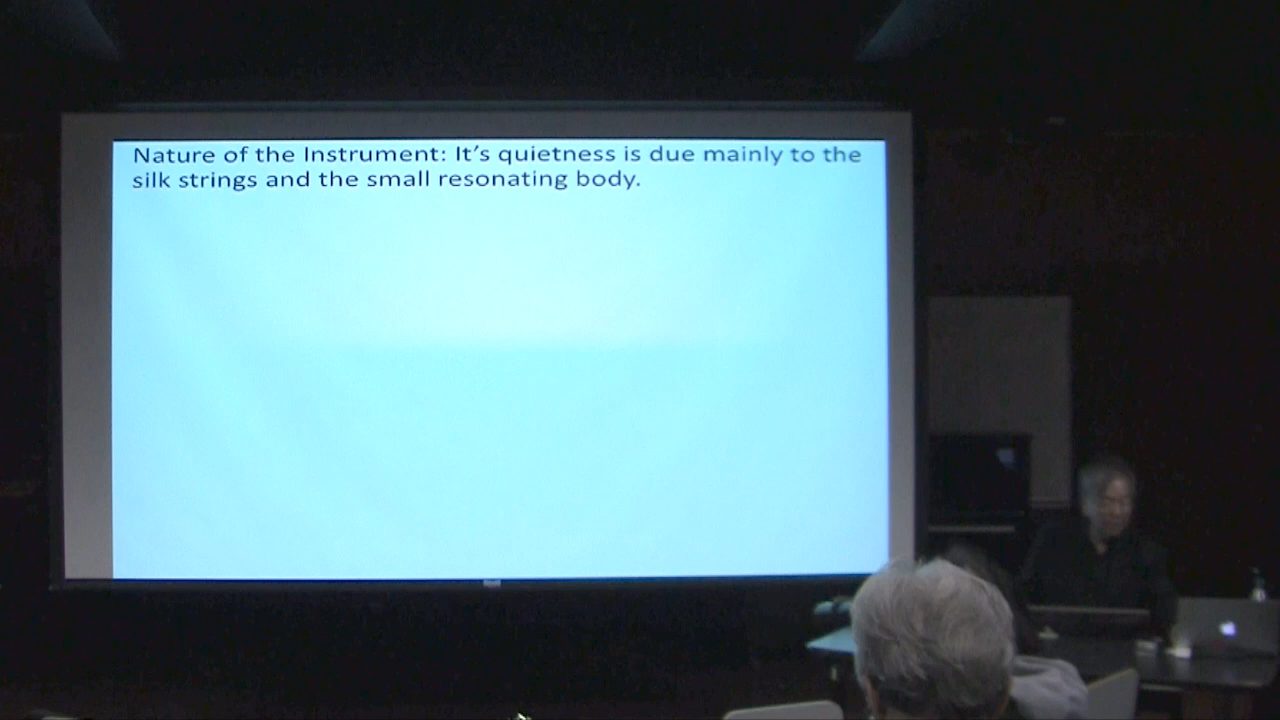 Nature of the Instrument: It's quietness is due mainly to the
silk strings and the small resonating body.